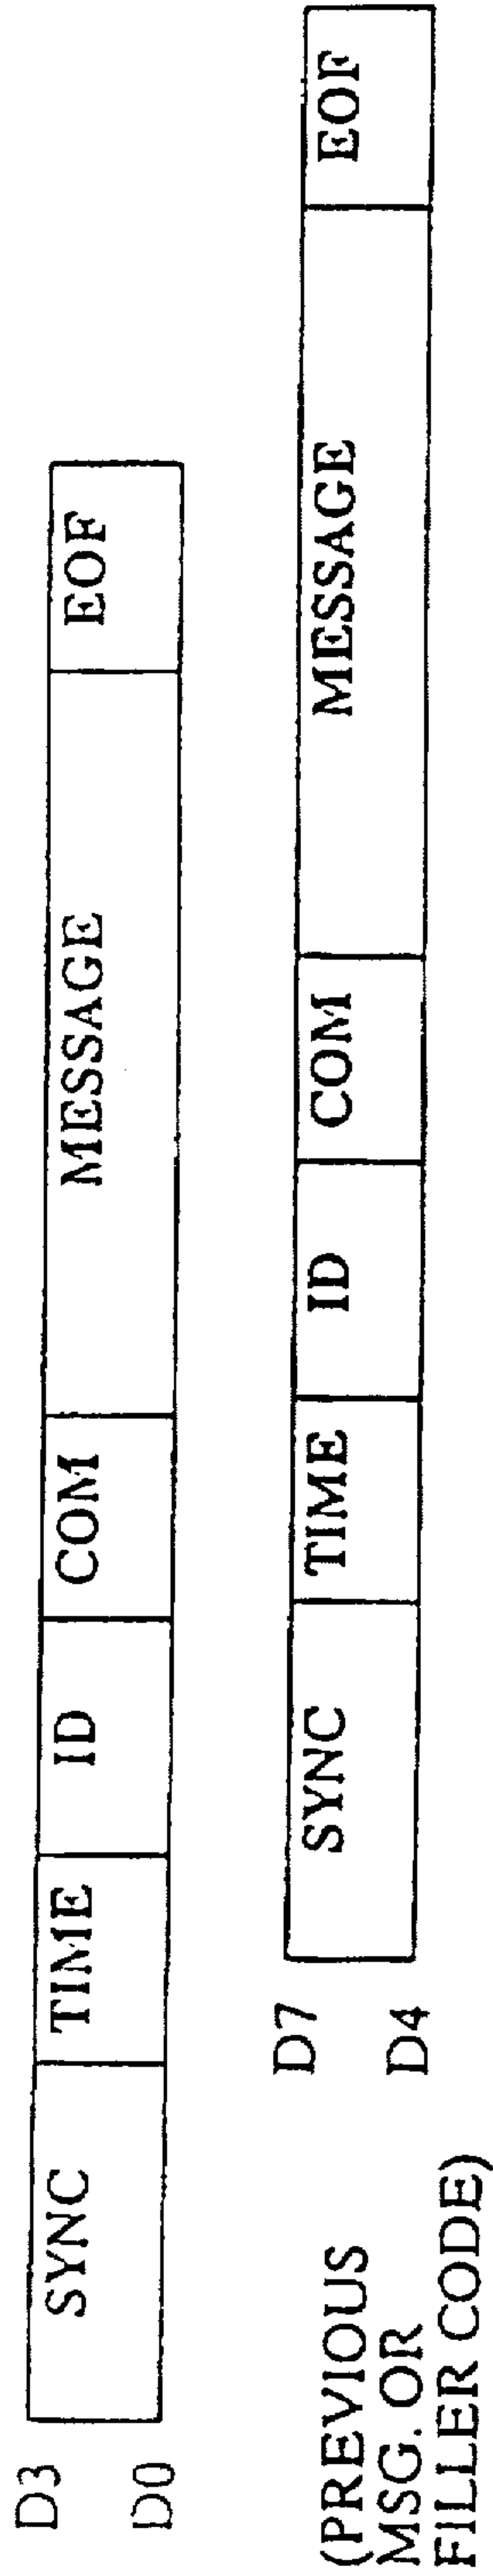 D3
D0
SYNC TIME ID COM MESSAGE EOF
D7
D4
(PREVIOUS
MSG. OR
FILLER CODE)
SYNC TIME ID COM MESSAGE EOF